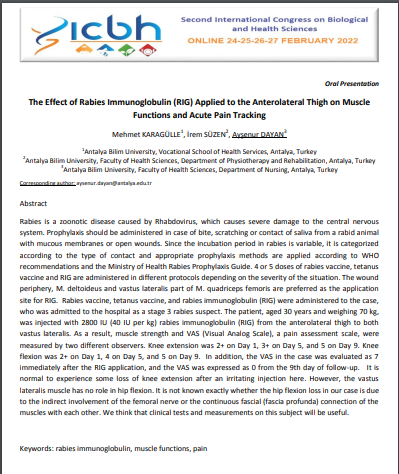 icbh
Second International Congress on Biological
and Health Sciences
ONLINE 24-25-26-27 FEBRUARY 2022
Oral Presentation
The Effect of Rabies Immunoglobulin (RIG) Applied to the Anterolateral Thigh on Muscle
Functions and Acute Pain Tracking
Mehmet KARAGÜLLE1, İrem SÜZEN2, Ayşenur DAYAN3
1Antalya Bilim University, Vocational School of Health Services, Antalya, Turkey
2Antalya Bilim University, Faculty of Health Sciences, Department of Physiotherapy and Rehabilitation, Antalya, Turkey
3Antalya Bilim University, Faculty of Health Sciences, Department of Nursing, Antalya, Turkey
Corresponding author: aysenur.dayan@antalya.edu.tr
Abstract
Rabies is a zoonotic disease caused by Rhabdovirus, which causes severe damage to the central nervous
system. Prophylaxis should be administered in case of bite, scratching or contact of saliva from a rabid animal
with mucous membranes or open wounds. Since the incubation period in rabies is variable, it is categorized
according to the type of contact and appropriate prophylaxis methods are applied according to WHO
recommendations and the Ministry of Health Rabies Prophylaxis Guide. 4 or 5 doses of rabies vaccine, tetanus
vaccine and RIG are administered in different protocols depending on the severity of the situation. The wound
periphery, M. deltoideus and vastus lateralis part of M. quadriceps femoris are preferred as the application
site for RIG. Rabies vaccine, tetanus vaccine, and rabies immunoglobulin (RIG) were administered to the case,
who was admitted to the hospital as a stage 3 rabies suspect. The patient, aged 30 years and weighing 70 kg,
was injected with 2800 IU (40 IU per kg) rabies immunoglobulin (RIG) from the anterolateral thigh to both
vastus lateralis. As a result, muscle strength and VAS (Visual Analog Scale), a pain assessment scale, were
measured by two different observers. Knee extension was 2+ on Day 1, 3+ on Day 5, and 5 on Day 9. Knee
flexion was 2+ on Day 1, 4 on Day 5, and 5 on Day 9. In addition, the VAS in the case was evaluated as 7
immediately after the RIG application, and the VAS was expressed as 0 from the 9th day of follow-up. It is
normal to experience some loss of knee extension after an irritating injection here. However, the vastus
lateralis muscle has no role in hip flexion. It is not known exactly whether the hip flexion loss in our case is due
to the indirect involvement of the femoral nerve or the continuous fascial (fascia profunda) connection of the
muscles with each other. We think that clinical tests and measurements on this subject will be useful.
Keywords: rabies immunoglobulin, muscle functions, pain